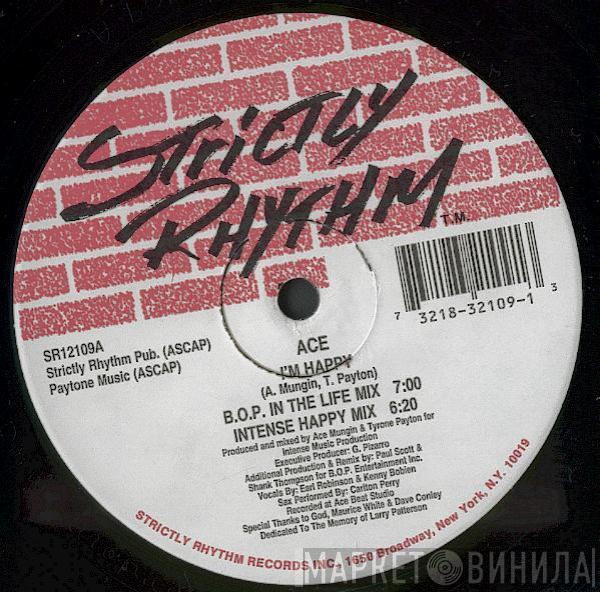 STRICTLY
RHYTHM
T.M.
7 3218-32109-1 3
SR12109A
Strictly Rhythm Pub. (ASCAP)
Paytone Music (ASCAP)
ACE
I'M HAPPY
(A. Mungin, T. Payton)
B.O.P. IN THE LIFE MIX 7:00
INTENSE HAPPY MIX 6:20
Produced and mixed by Ace Mungin & Tyrone Payton for
Intense Music Production
Executive Producer: G. Pizarro
Additional Production & Remix by: Paul Scott &
Shank Thompson for B.O.P. Entertainment Inc.
Vocals By: Earl Robinson & Kenny Bobien
Sax Performed By: Carlton Perry
Recorded at Ace Beat Studio
Special Thanks to God, Maurice White & Dave Conley
Dedicated To The Memory of Larry Patterson
STRICTLY RHYTHM RECORDS INC., 1650 Broadway, New York, N.Y. 10019
МАРКЕТ ВИНИЛА